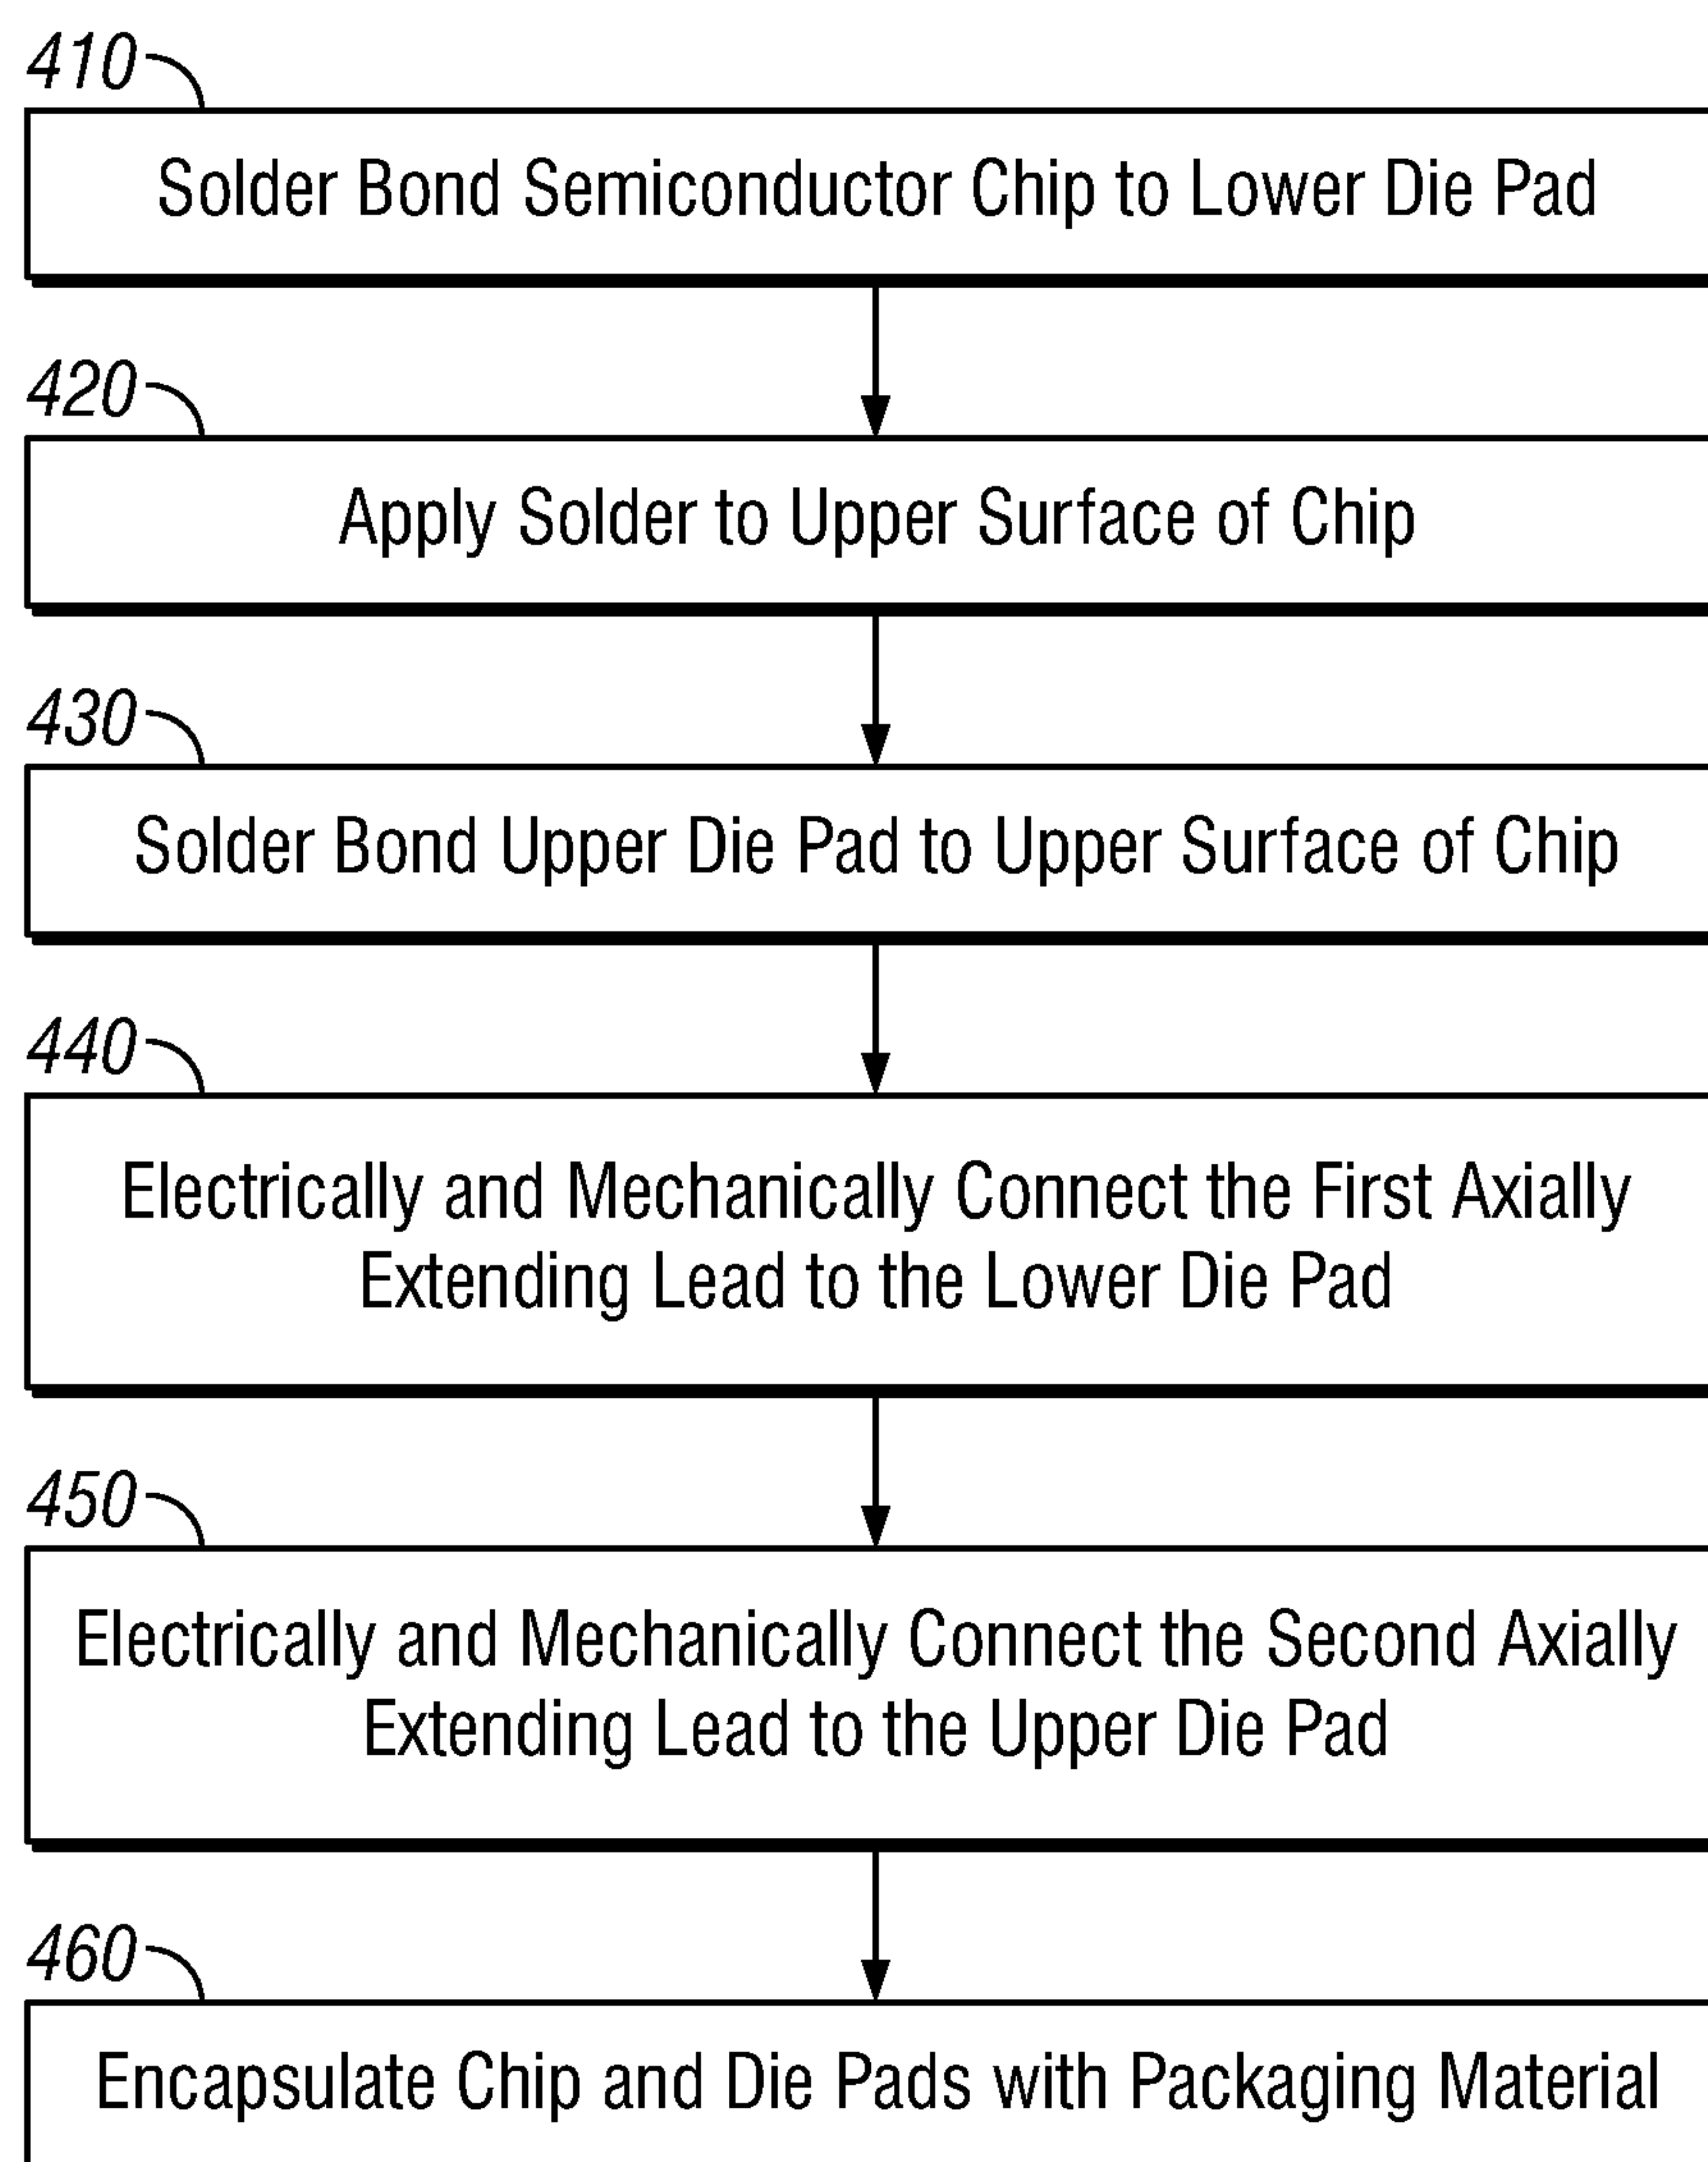 410
Solder Bond Semiconductor Chip to Lower Die Pad
420
Apply Solder to Upper Surface of Chip
430
Solder Bond Upper Die Pad to Upper Surface of Chip
440
Electrically and Mechanically Connect the First Axially
Extending Lead to the Lower Die Pad
450
Electrically and Mechanically Connect the Second Axially
Extending Lead to the Upper Die Pad
460
Encapsulate Chip and Die Pads with Packaging Material